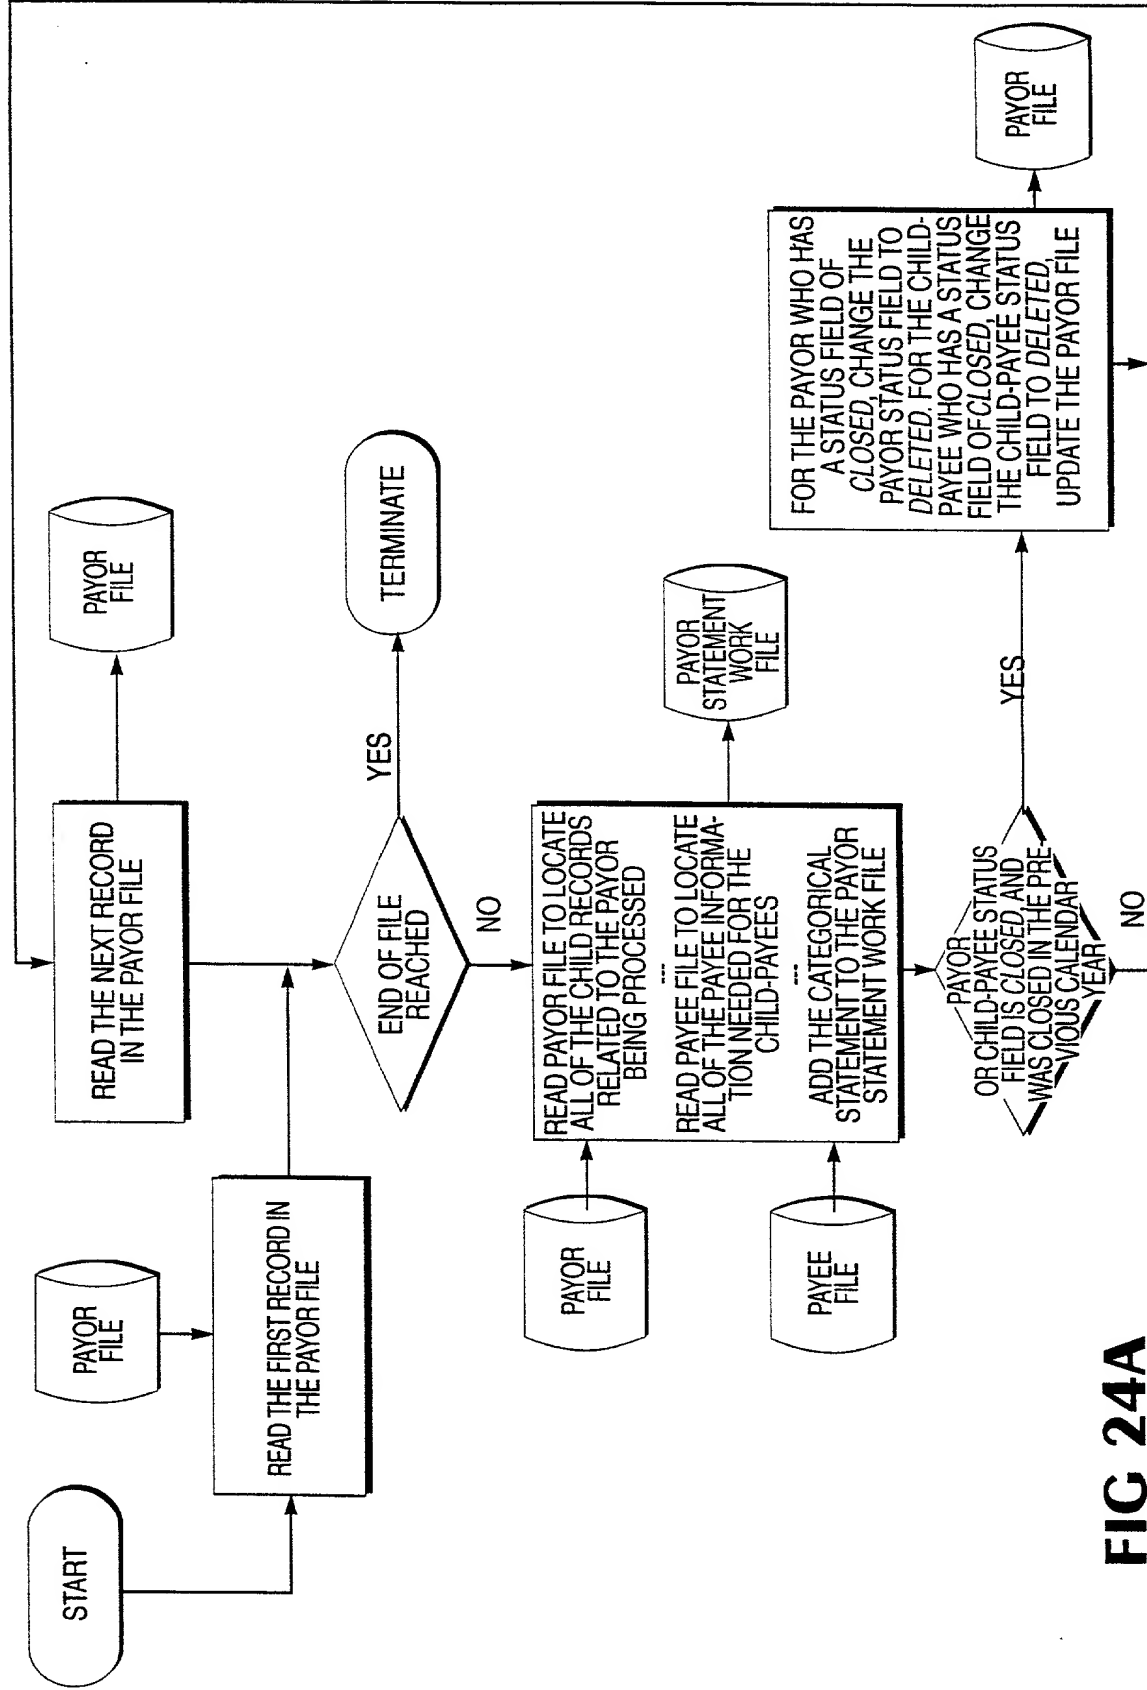 START
PAYOR
FILE
READ THE FIRST RECORD IN
THE PAYOR FILE
READ THE NEXT RECORD
IN THE PAYOR FILE
PAYOR
FILE
END OF FILE
REACHED
YES
TERMINATE
NO
PAYOR
FILE
PAYEE
FILE
READ PAYOR FILE TO LOCATE
ALL OF THE CHILD RECORDS
RELATED TO THE PAYOR
BEING PROCESSED
---
READ PAYEE FILE TO LOCATE
ALL OF THE PAYEE INFORMA-
TION NEEDED FOR THE
CHILD-PAYEES
---
ADD THE CATEGORICAL
STATEMENT TO THE PAYOR
STATEMENT WORK FILE
PAYOR
STATEMENT
WORK
FILE
PAYOR
OR CHILD-PAYEE STATUS
FIELD IS CLOSED, AND
WAS CLOSED IN THE PRE
VIOUS CALENDAR
YEAR
YES
NO
FOR THE PAYOR WHO HAS
A STATUS FIELD OF
CLOSED, CHANGE THE
PAYOR STATUS FIELD TO
DELETED. FOR THE CHILD-
PAYEE WHO HAS A STATUS
FIELD OF CLOSED, CHANGE
THE CHILD-PAYEE STATUS
FIELD TO DELETED,
UPDATE THE PAYOR FILE
PAYOR
FILE
FIG 24A